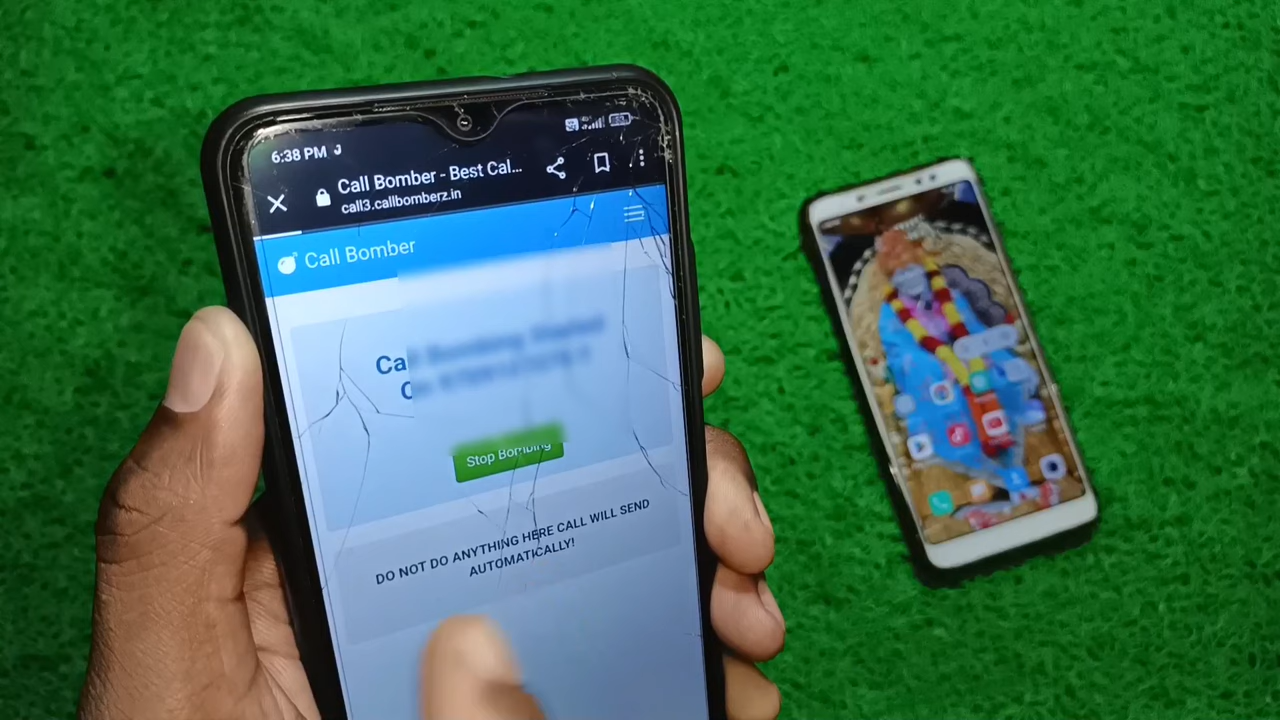 6:38 PM
Call Bomber - Best Cal...
call3.callbomberz.in
Call Bomber
Stop Bombing
DO NOT DO ANYTHING HERE CALL WILL SEND
AUTOMATICALLY!